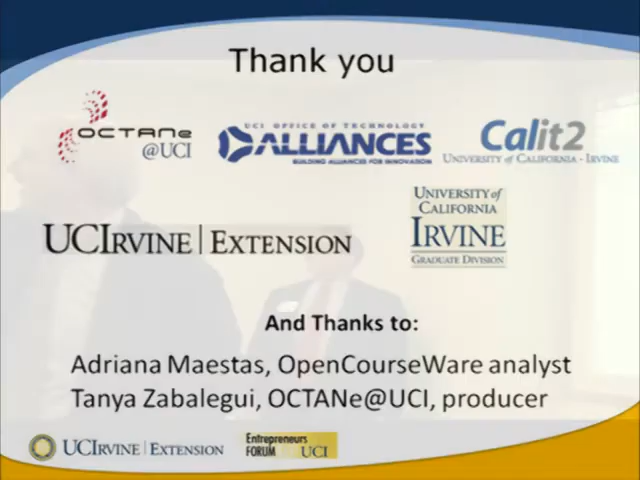 Thank you
OCTANe
@UCI
UCI OFFICE OF TECHNOLOGY
ALLIANCES
BUILDING ALLIANCES FOR INNOVATION
Calit2
UNIVERSITY of CALIFORNIA - IRVINE
UCIRVINE | EXTENSION
UNIVERSITY of
CALIFORNIA
IRVINE
GRADUATE DIVISION
And Thanks to:
Adriana Maestas, OpenCourseWare analyst
Tanya Zabalegui, OCTANe@UCI, producer
UCIRVINE | EXTENSION
Entrepreneurs
FORUM UCI